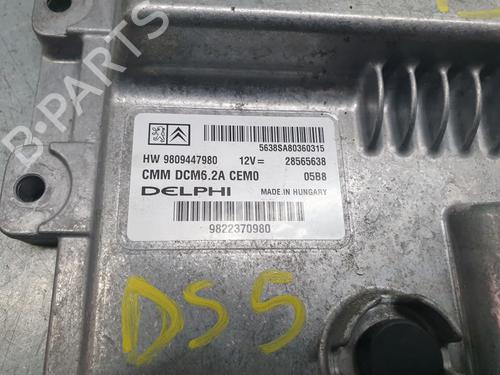 5638SA80360315
HW 9809447980 12V= 28565638
CMM DCM6.2A CEM0 05B8
DELPHI MADE IN HUNGARY
9822370980
DS5
B-PARTS